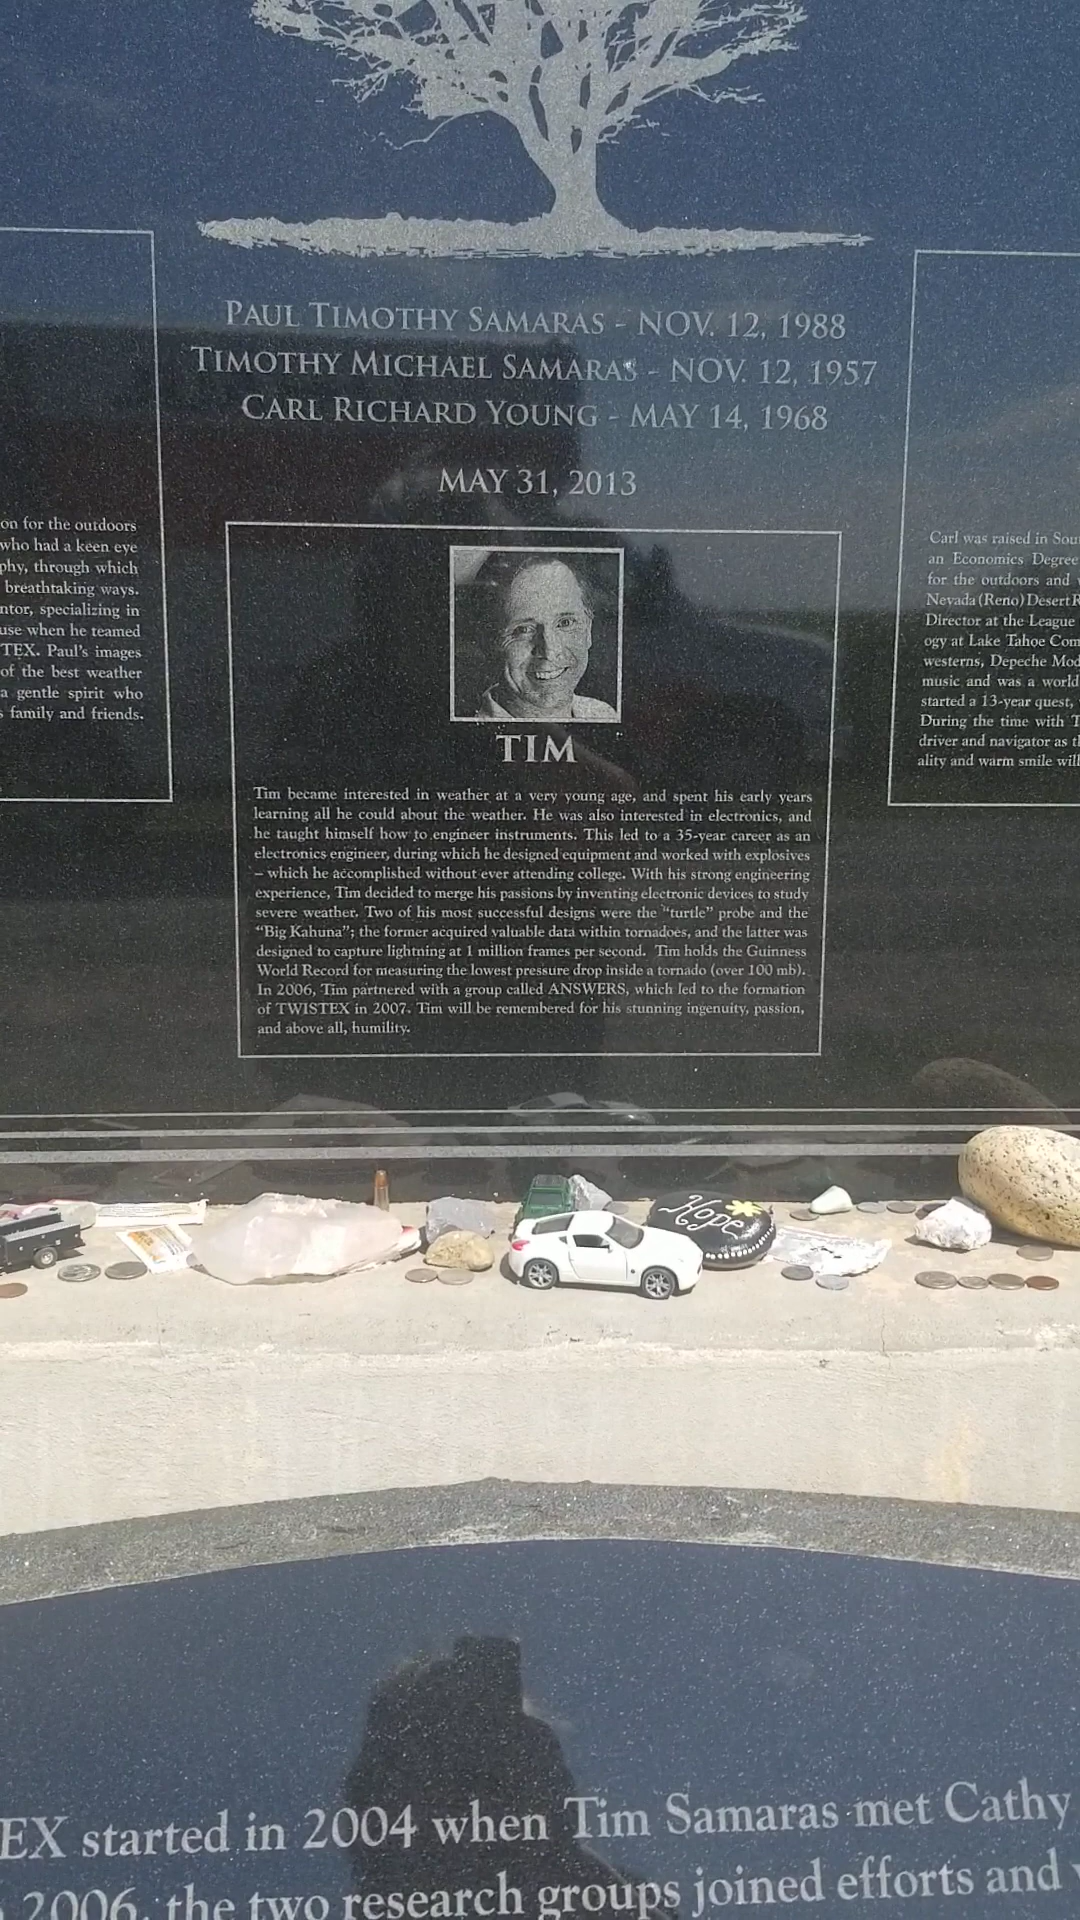 PAUL TIMOTHY SAMARAS - NOV. 12, 1988
TIMOTHY MICHAEL SAMARAS - NOV. 12, 1957
CARL RICHARD YOUNG - MAY 14, 1968
MAY 31, 2013
on for the outdoors
who had a keen eye
phy, through which
breathtaking ways.
ntor, specializing in
use when he teamed
TEX. Paul's images
of the best weather
a gentle spirit who
family and friends.
TIM
Tim became interested in weather at a very young age, and spent his early years
learning all he could about the weather. He was also interested in electronics, and
he taught himself how to engineer instruments. This led to a 35-year career as an
electronics engineer, during which he designed equipment and worked with explosives
– which he accomplished without ever attending college. With his strong engineering
experience, Tim decided to merge his passions by inventing electronic devices to study
severe weather. Two of his most successful designs were the "turtle" probe and the
"Big Kahuna"; the former acquired valuable data within tornadoes, and the latter was
designed to capture lightning at 1 million frames per second. Tim holds the Guinness
World Record for measuring the lowest pressure drop inside a tornado (over 100 mb).
In 2006, Tim partnered with a group called ANSWERS, which led to the formation
of TWISTEX in 2007. Tim will be remembered for his stunning ingenuity, passion,
and above all, humility.
Carl was raised in Sou
an Economics Degree
for the outdoors and
Nevada (Reno) Desert R
Director at the League
ogy at Lake Tahoe Com
westerns, Depeche Mod
music and was a world
started a 13-year quest,
During the time with T
driver and navigator as t
ality and warm smile will
Hope
EX started in 2004 when Tim Samaras met Cathy
2006, the two research groups joined efforts and